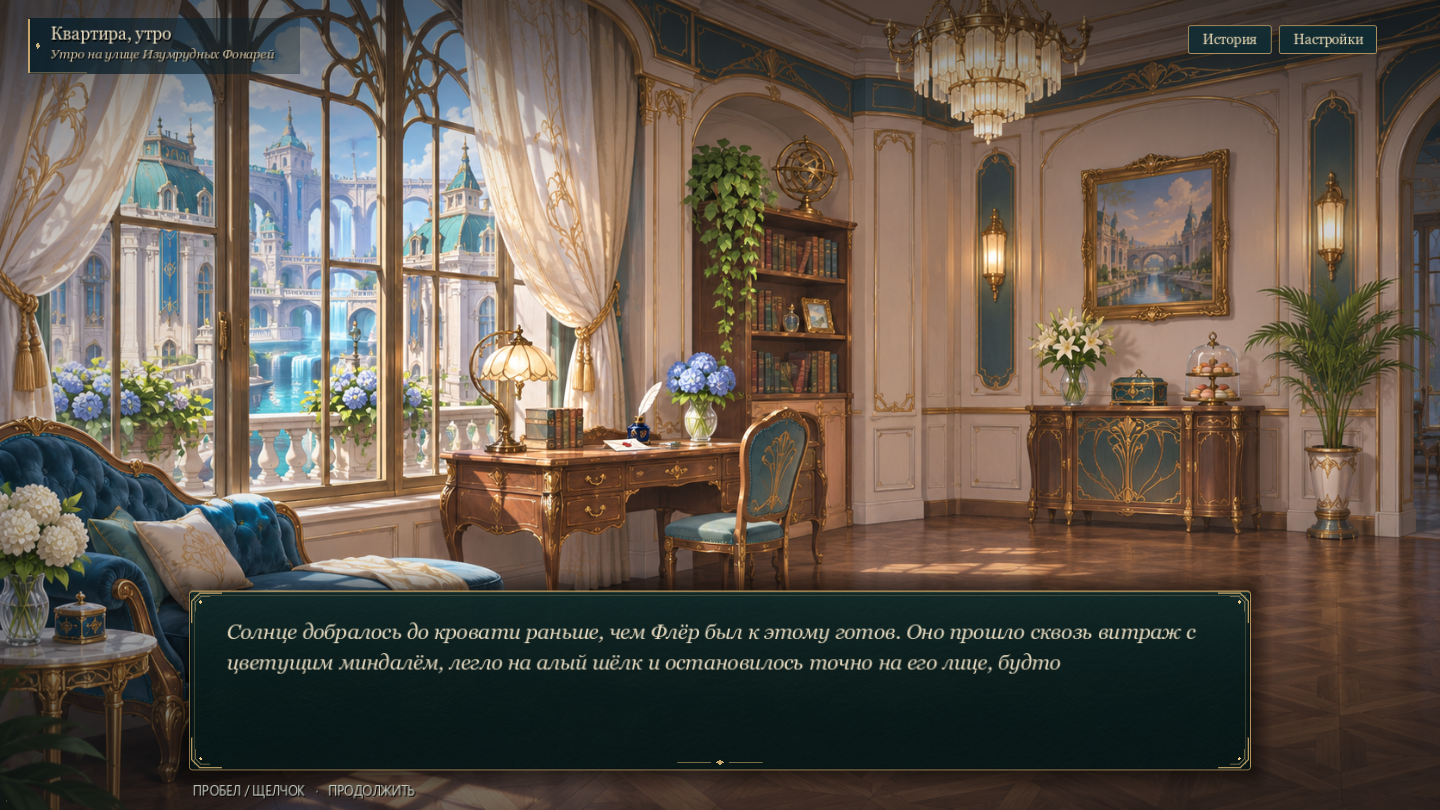 Квартира, утро
Утро на улице Изумрудных Фонарей
История
Настройки
Солнце добралось до кровати раньше, чем Флёр был к этому готов. Оно прошло сквозь витраж с
цветущим миндалём, легло на алый шёлк и остановилось точно на его лице, будто
ПРОБЕЛ / ЩЕЛЧОК · ПРОДОЛЖИТЬ